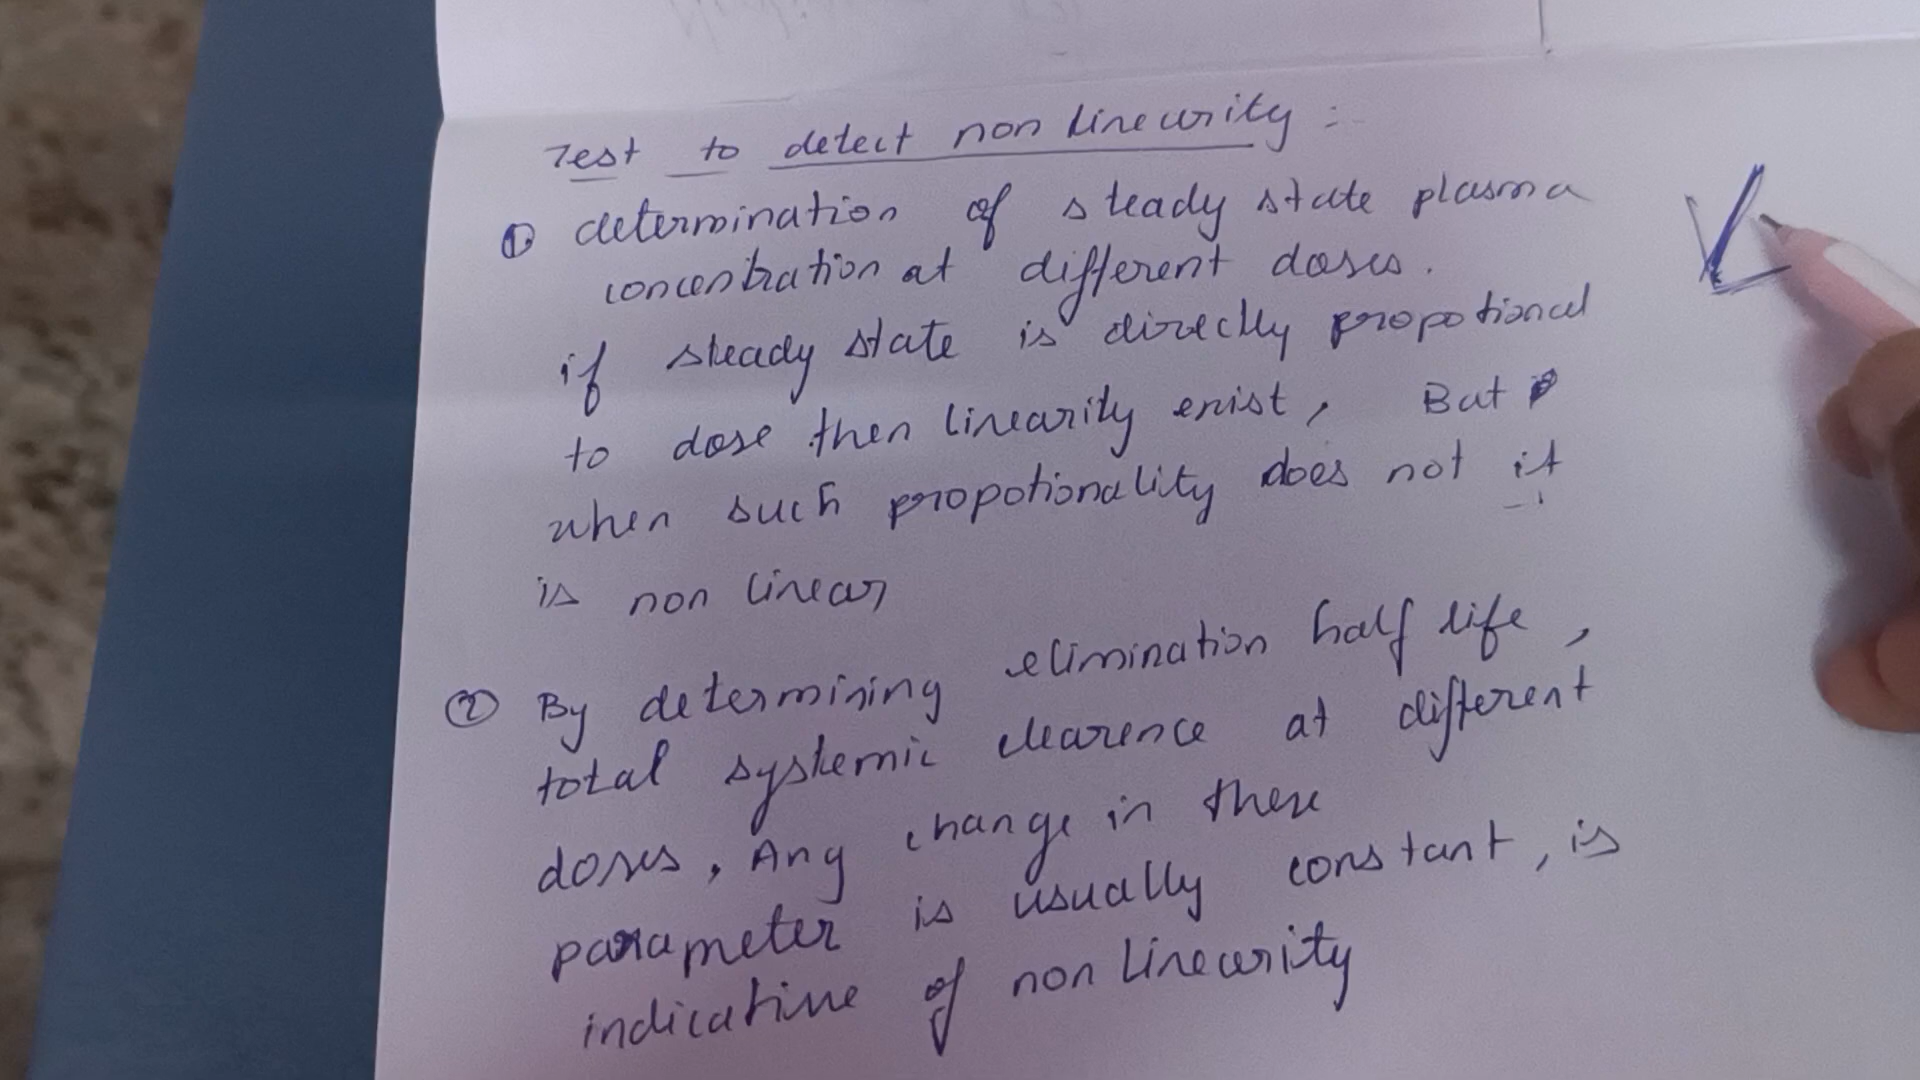 Test to detect non linearity :
① determination of steady state plasma
concentration at different doses.
if steady state is directly propotional
to dose then linearity exist, But
when such propotionality does not it
is non linear
② By determining elimination half life,
total systemic clearence at different
doses, Any change in these
parameter is usually constant, is
indicative of non linearity